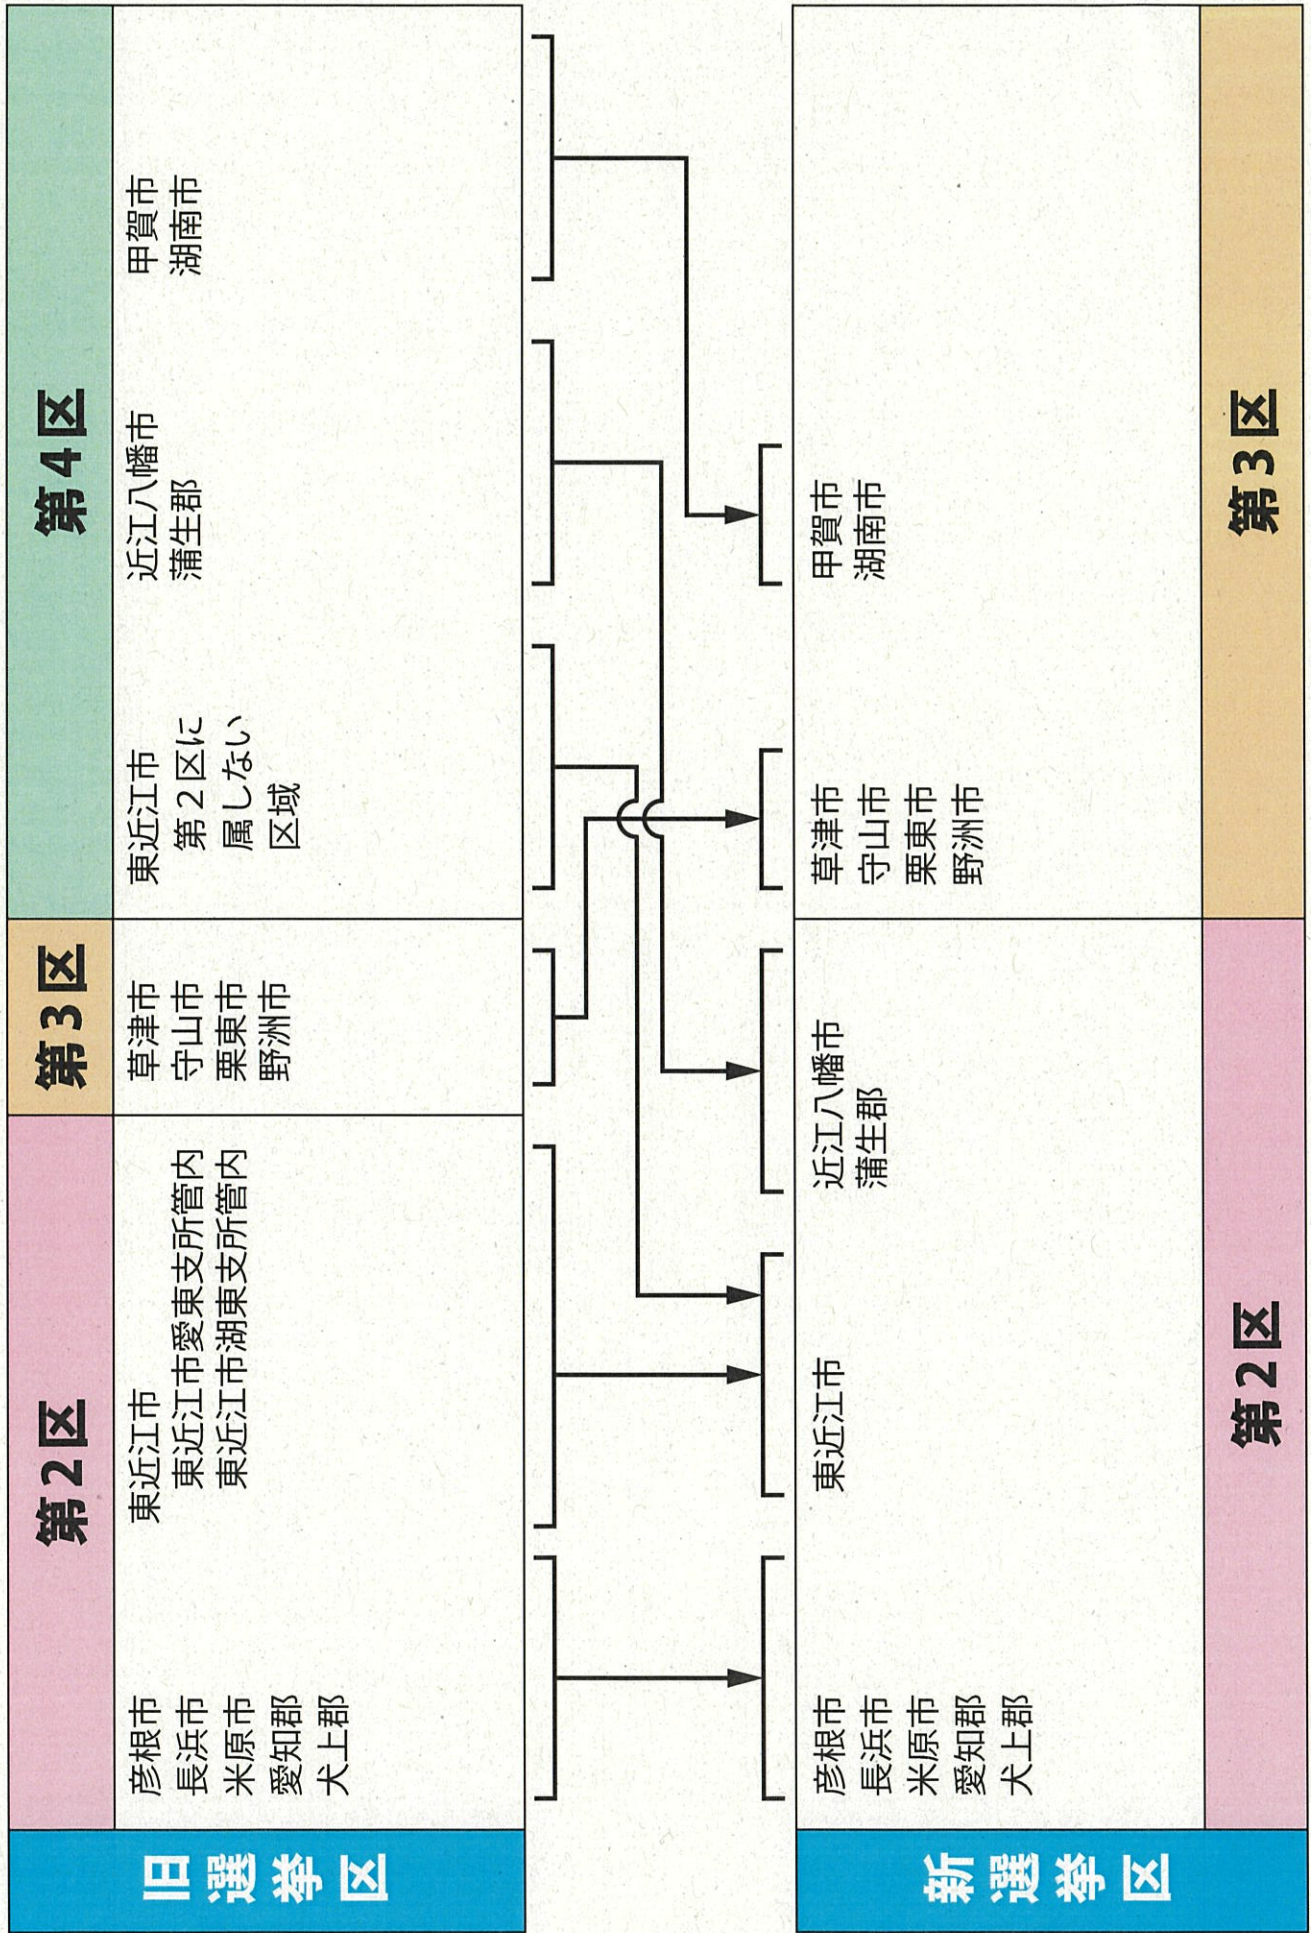 旧選挙区
第2区
彦根市
長浜市
米原市
愛知郡
犬上郡
東近江市
東近江市愛東支所管内
東近江市湖東支所管内
第3区
草津市
守山市
栗東市
野洲市
第4区
東近江市
第2区に
属しない
区域
近江八幡市
蒲生郡
甲賀市
湖南市
新選挙区
彦根市
長浜市
米原市
愛知郡
犬上郡
東近江市
近江八幡市
蒲生郡
第2区
草津市
守山市
栗東市
野洲市
甲賀市
湖南市
第3区